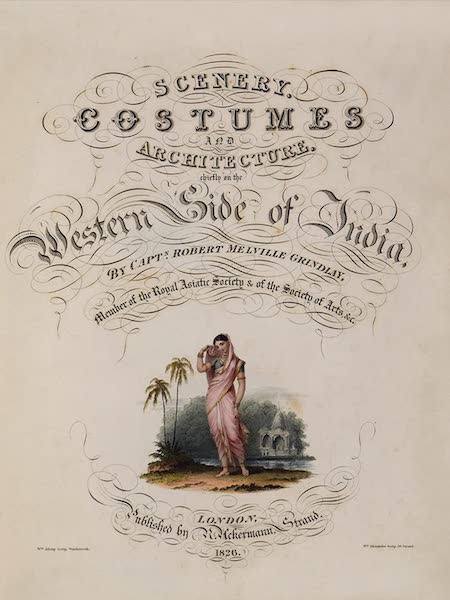 SCENERY,
COSTUMES
AND
ARCHITECTURE,
chiefly on the
Western Side of India,
BY CAPTN. ROBERT MELVILLE GRINDLAY,
Member of the Royal Asiatic Society & of the Society of Arts, &c.
LONDON,
Published by R. Ackermann, Strand.
1826.